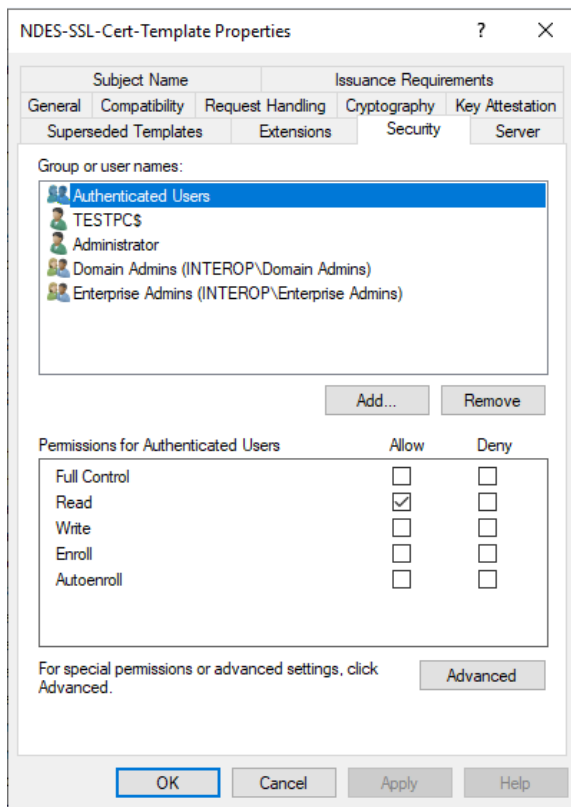 NDES-SSL-Cert-Template Properties ?
Subject Name Issuance Requirements
General Compatibility Request Handling Cryptography Key Attestation
Superseded Templates Extensions Security Server
Group or user names:
Authenticated Users
TESTPC$
Administrator
Domain Admins (INTEROP\Domain Admins)
Enterprise Admins (INTEROP\Enterprise Admins)
Add... Remove
Permissions for Authenticated Users Allow Deny
Full Control
Read
Write
Enroll
Autoenroll
For special permissions or advanced settings, click
Advanced. Advanced
OK Cancel Apply Help